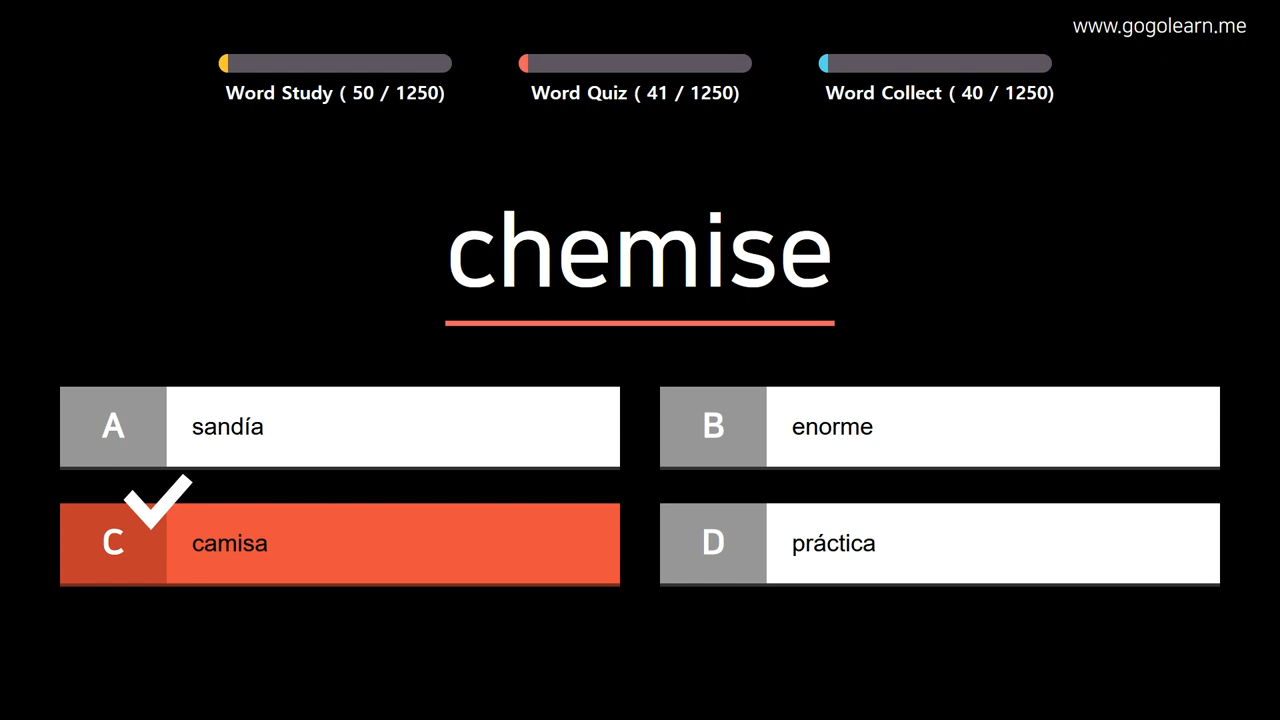 www.gogolearn.me
Word Study ( 50 / 1250)
Word Quiz ( 41 / 1250)
Word Collect ( 40 / 1250)
chemise
A
sandía
B
enorme
C
camisa
D
práctica